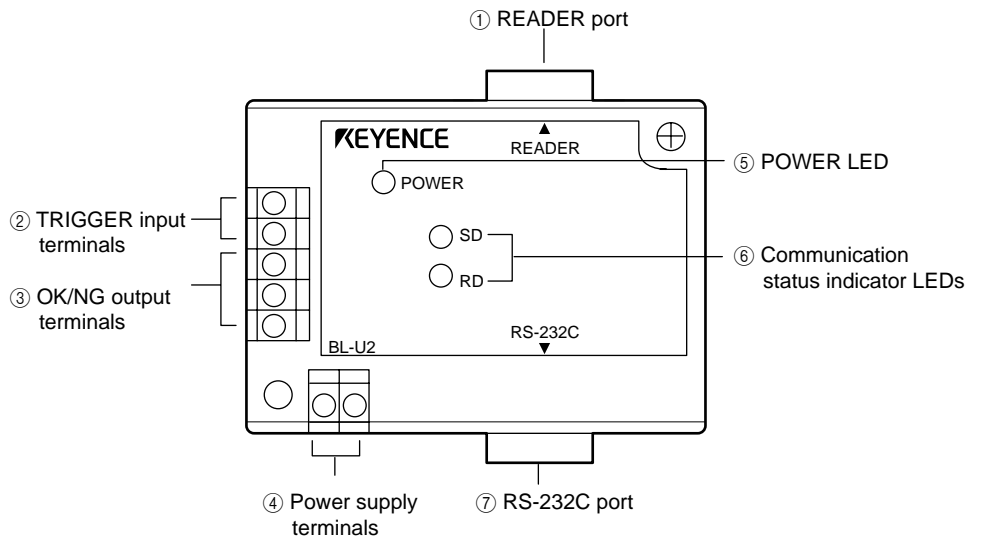 ① READER port
KEYENCE
READER
⑤ POWER LED
POWER
② TRIGGER input
terminals
SD
⑥ Communication
status indicator LEDs
RD
③ OK/NG output
terminals
RS-232C
BL-U2
④ Power supply
terminals
⑦ RS-232C port